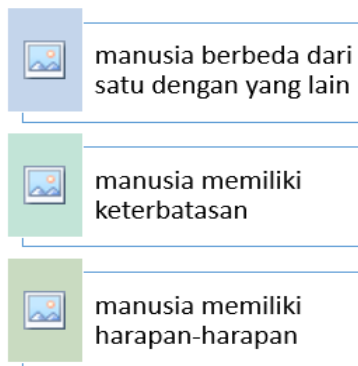 manusia berbeda dari
satu dengan yang lain
manusia memiliki
keterbatasan
manusia memiliki
harapan-harapan